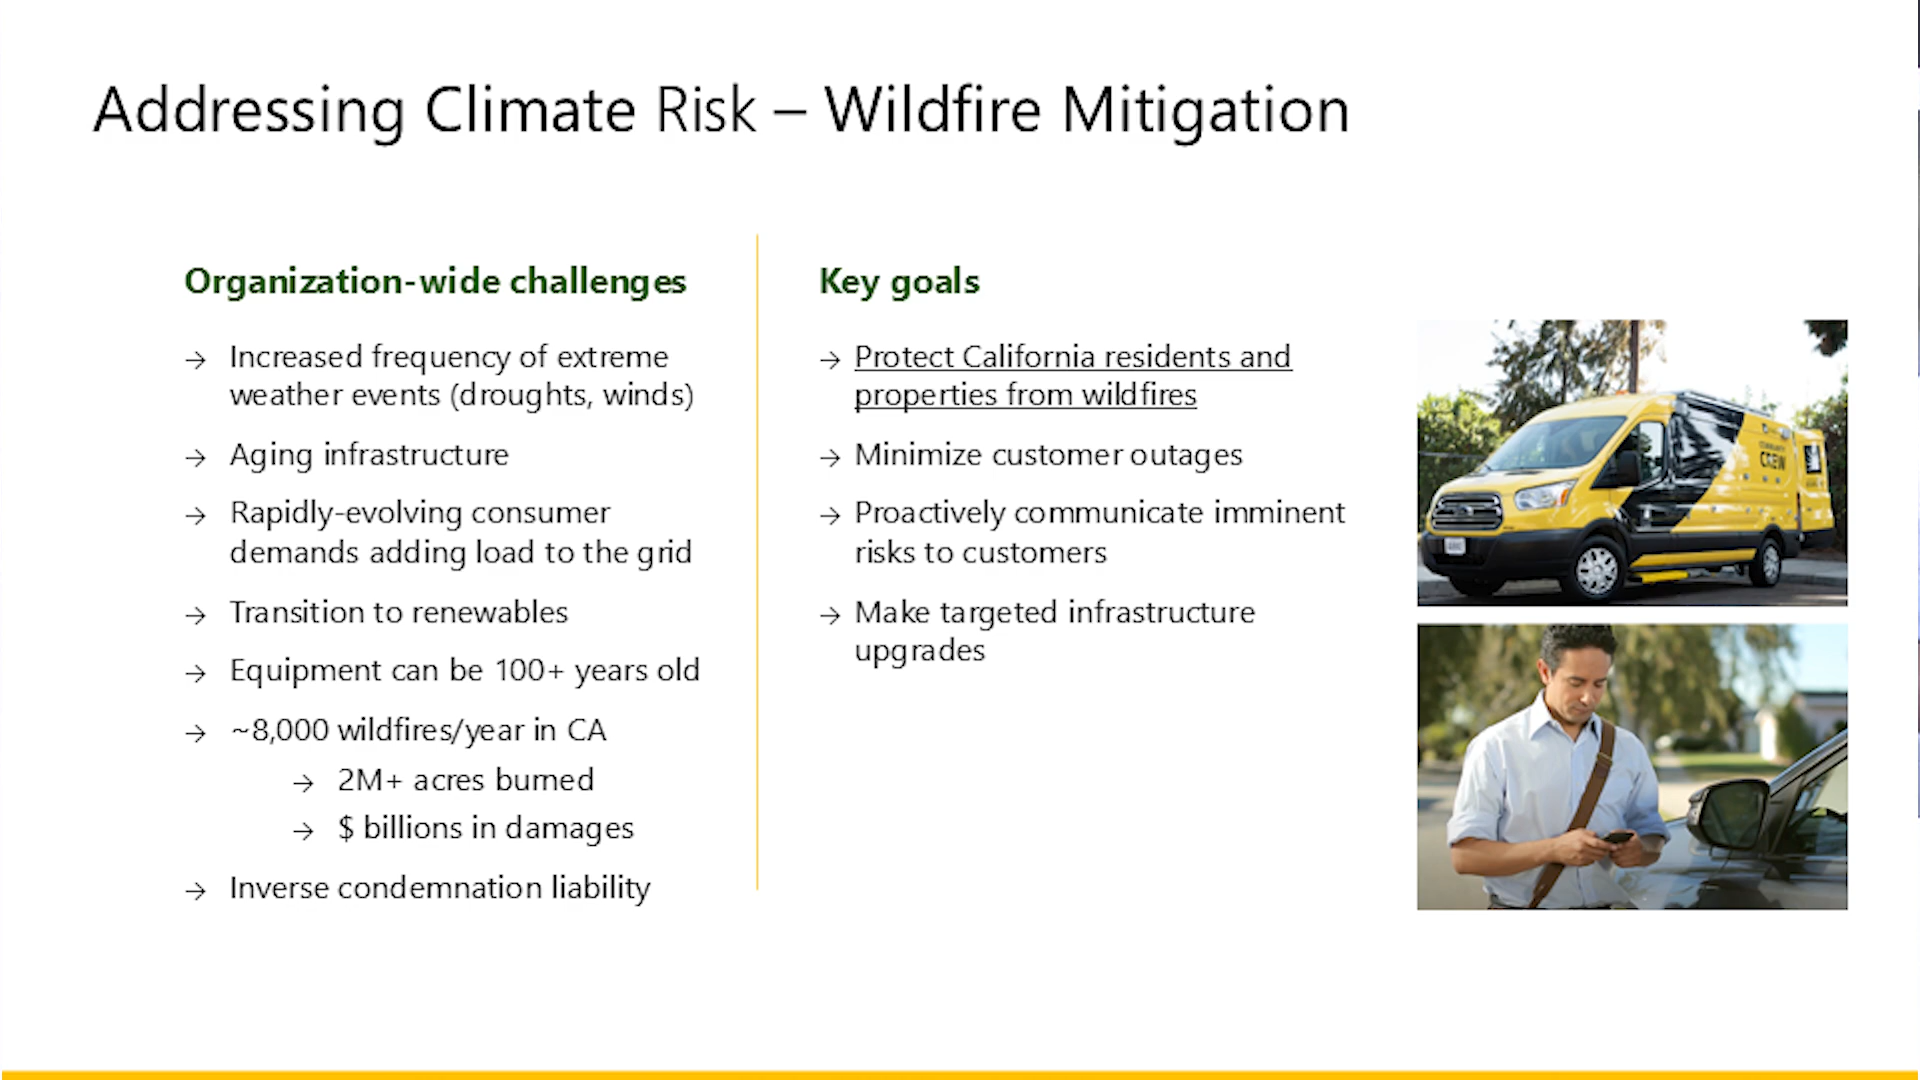 Addressing Climate Risk – Wildfire Mitigation
Organization-wide challenges
→ Increased frequency of extreme
weather events (droughts, winds)
→ Aging infrastructure
→ Rapidly-evolving consumer
demands adding load to the grid
→ Transition to renewables
→ Equipment can be 100+ years old
→ ~8,000 wildfires/year in CA
→ 2M+ acres burned
→ $ billions in damages
→ Inverse condemnation liability
Key goals
→ Protect California residents and
properties from wildfires
→ Minimize customer outages
→ Proactively communicate imminent
risks to customers
→ Make targeted infrastructure
upgrades
CREW